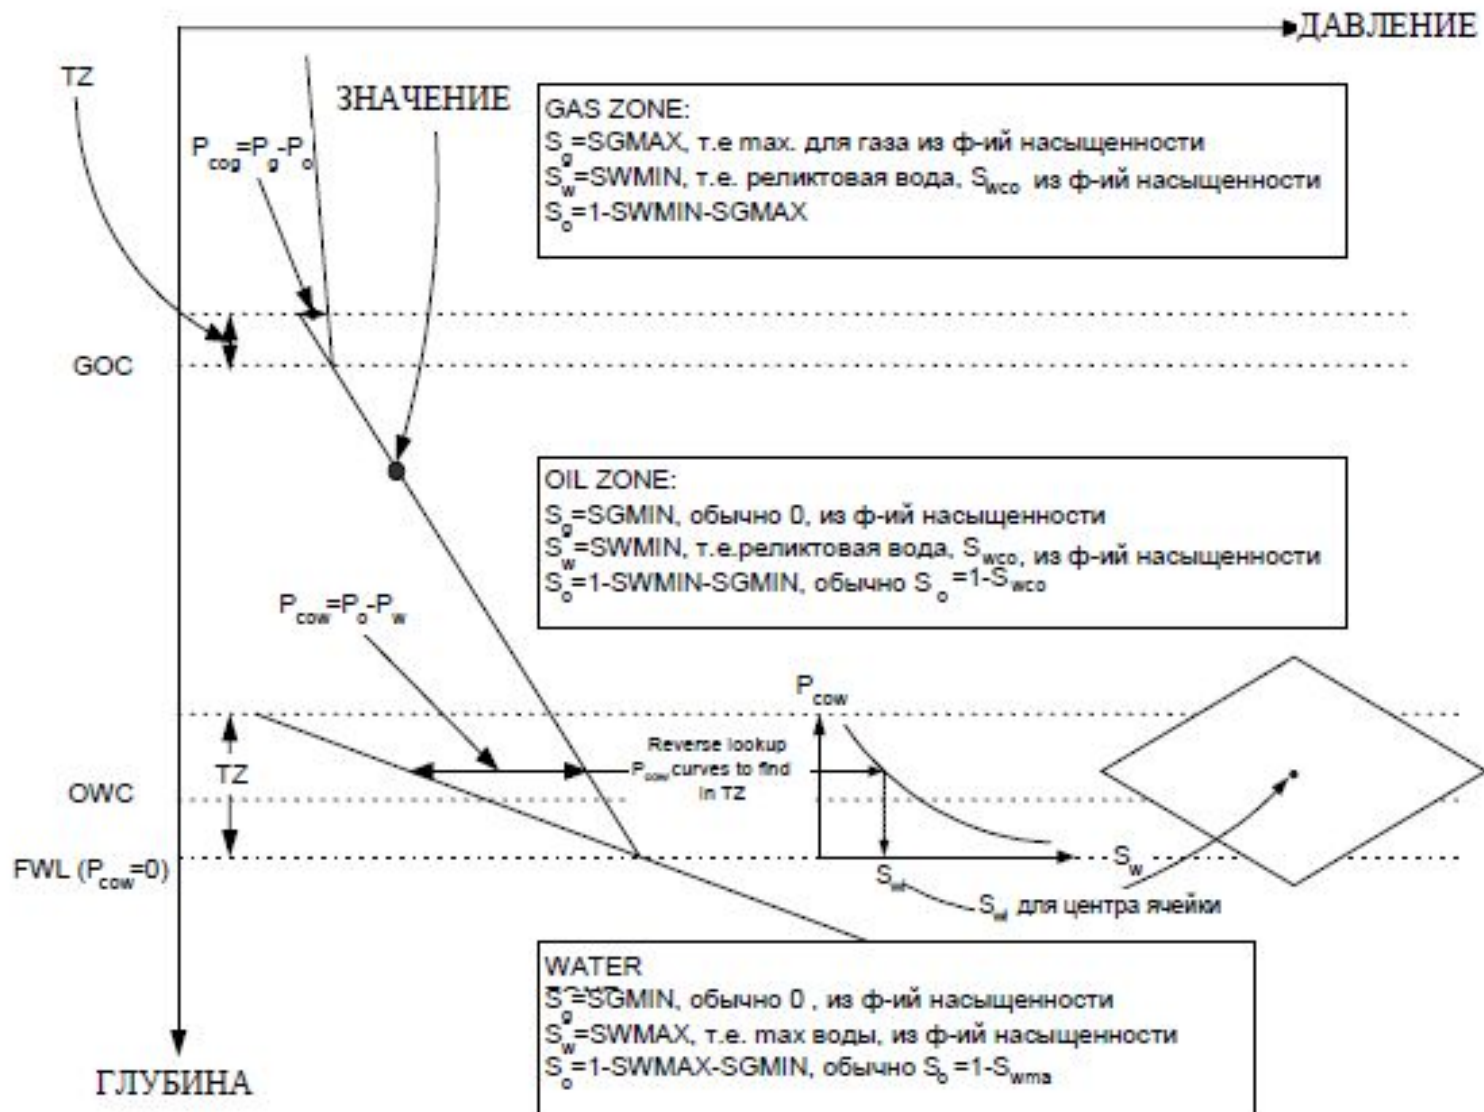 ДАВЛЕНИЕ
TZ
ЗНАЧЕНИЕ
P_cog=P_g-P_o
GAS ZONE:
S_g=SGMAX, т.е max. для газа из ф-ий насыщенности
S_w=SWMIN, т.е. реликтовая вода, S_wco из ф-ий насыщенности
S_o=1-SWMIN-SGMAX
GOC
OIL ZONE:
S_g=SGMIN, обычно 0, из ф-ий насыщенности
S_w=SWMIN, т.е.реликтовая вода, S_wco, из ф-ий насыщенности
S_o=1-SWMIN-SGMIN, обычно S_o=1-S_wco
P_cow=P_o-P_w
P_cow
Reverse lookup
P_cow curves to find
in TZ
TZ
OWC
FWL (P_cow=0)
S_w
S_wi
S_wi для центра ячейки
WATER
S_g=SGMIN, обычно 0 , из ф-ий насыщенности
S_w=SWMAX, т.е. max воды, из ф-ий насыщенности
S_o=1-SWMAX-SGMIN, обычно S_o=1-S_wma
ГЛУБИНА